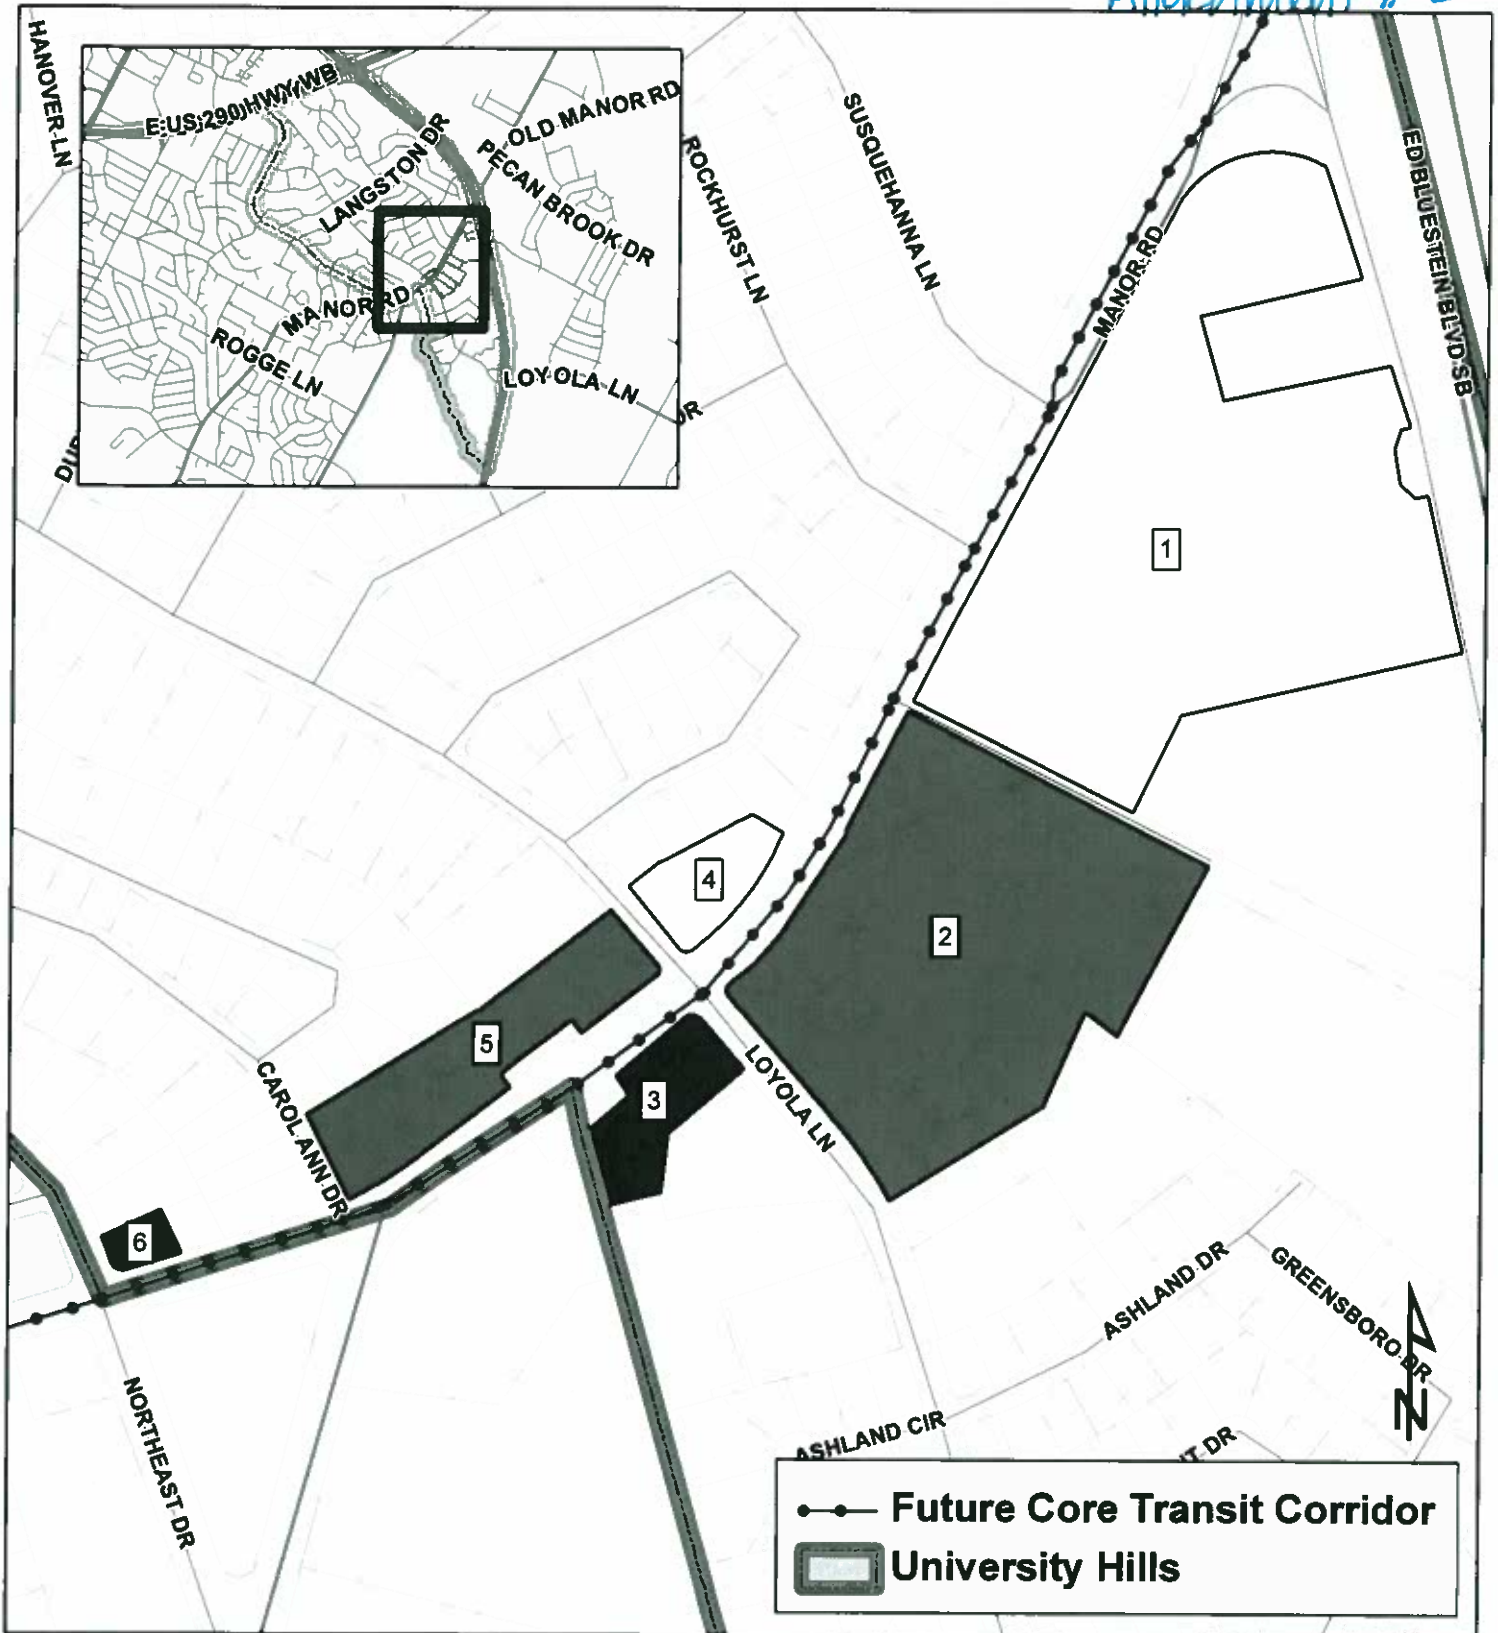 HANOVER LN
E US 290 HWY WB
LANGSTON DR
OLD MANOR RD
PECAN BROOK DR
MANOR RD
ROGGE LN
LOYOLA LN
DR
ROCKHURST LN
SUSQUEHANNA LN
MANOR RD
ED BLUESTEIN BLVD SB
1
4
2
5
3
LOYOLA LN
CAROL ANN DR
6
ASHLAND DR
GREENSBORO DR
NORTHEAST DR
ASHLAND CIR
DR
N
Future Core Transit Corridor
University Hills